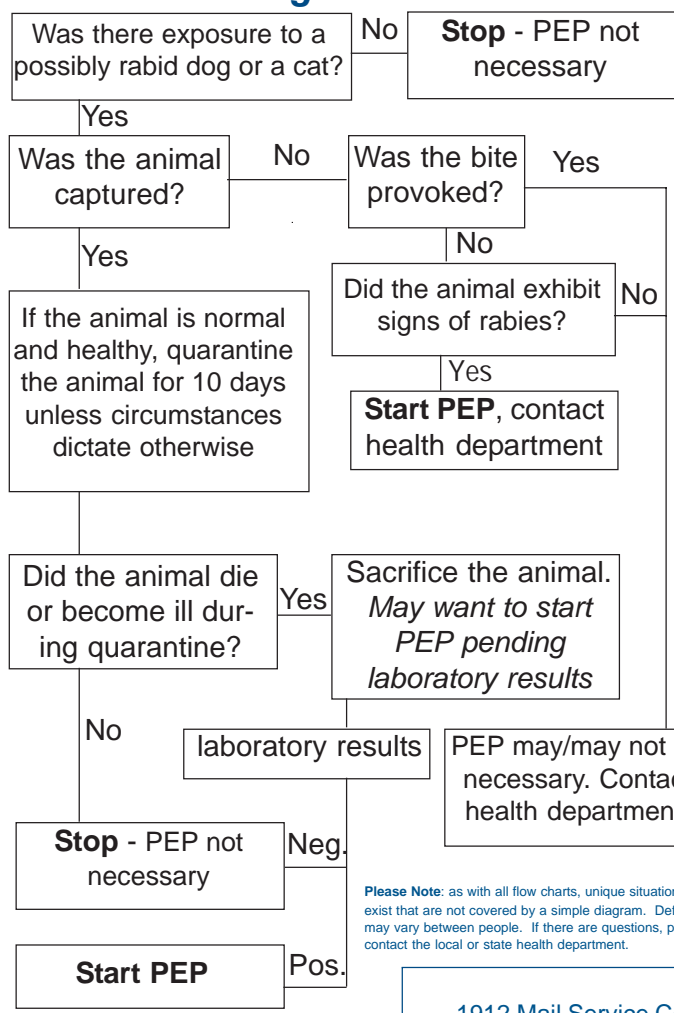 Was there exposure to a
possibly rabid dog or a cat?
No
Stop - PEP not
necessary
Yes
Was the animal
captured?
No
Was the bite
provoked?
Yes
Yes
No
If the animal is normal
and healthy, quarantine
the animal for 10 days
unless circumstances
dictate otherwise
Did the animal exhibit
signs of rabies?
No
Yes
Start PEP, contact
health department
Did the animal die
or become ill dur-
ing quarantine?
Yes
Sacrifice the animal.
May want to start
PEP pending
laboratory results
No
laboratory results
PEP may/may not
necessary.
health
Stop - PEP not
necessary
Neg.
Please Note: as with all flow charts, unique
exist that are not covered by a simple diagram.
may vary between people. If there are questions,
contact the local or state health department.
Start PEP
Pos.
1912 Mail Service